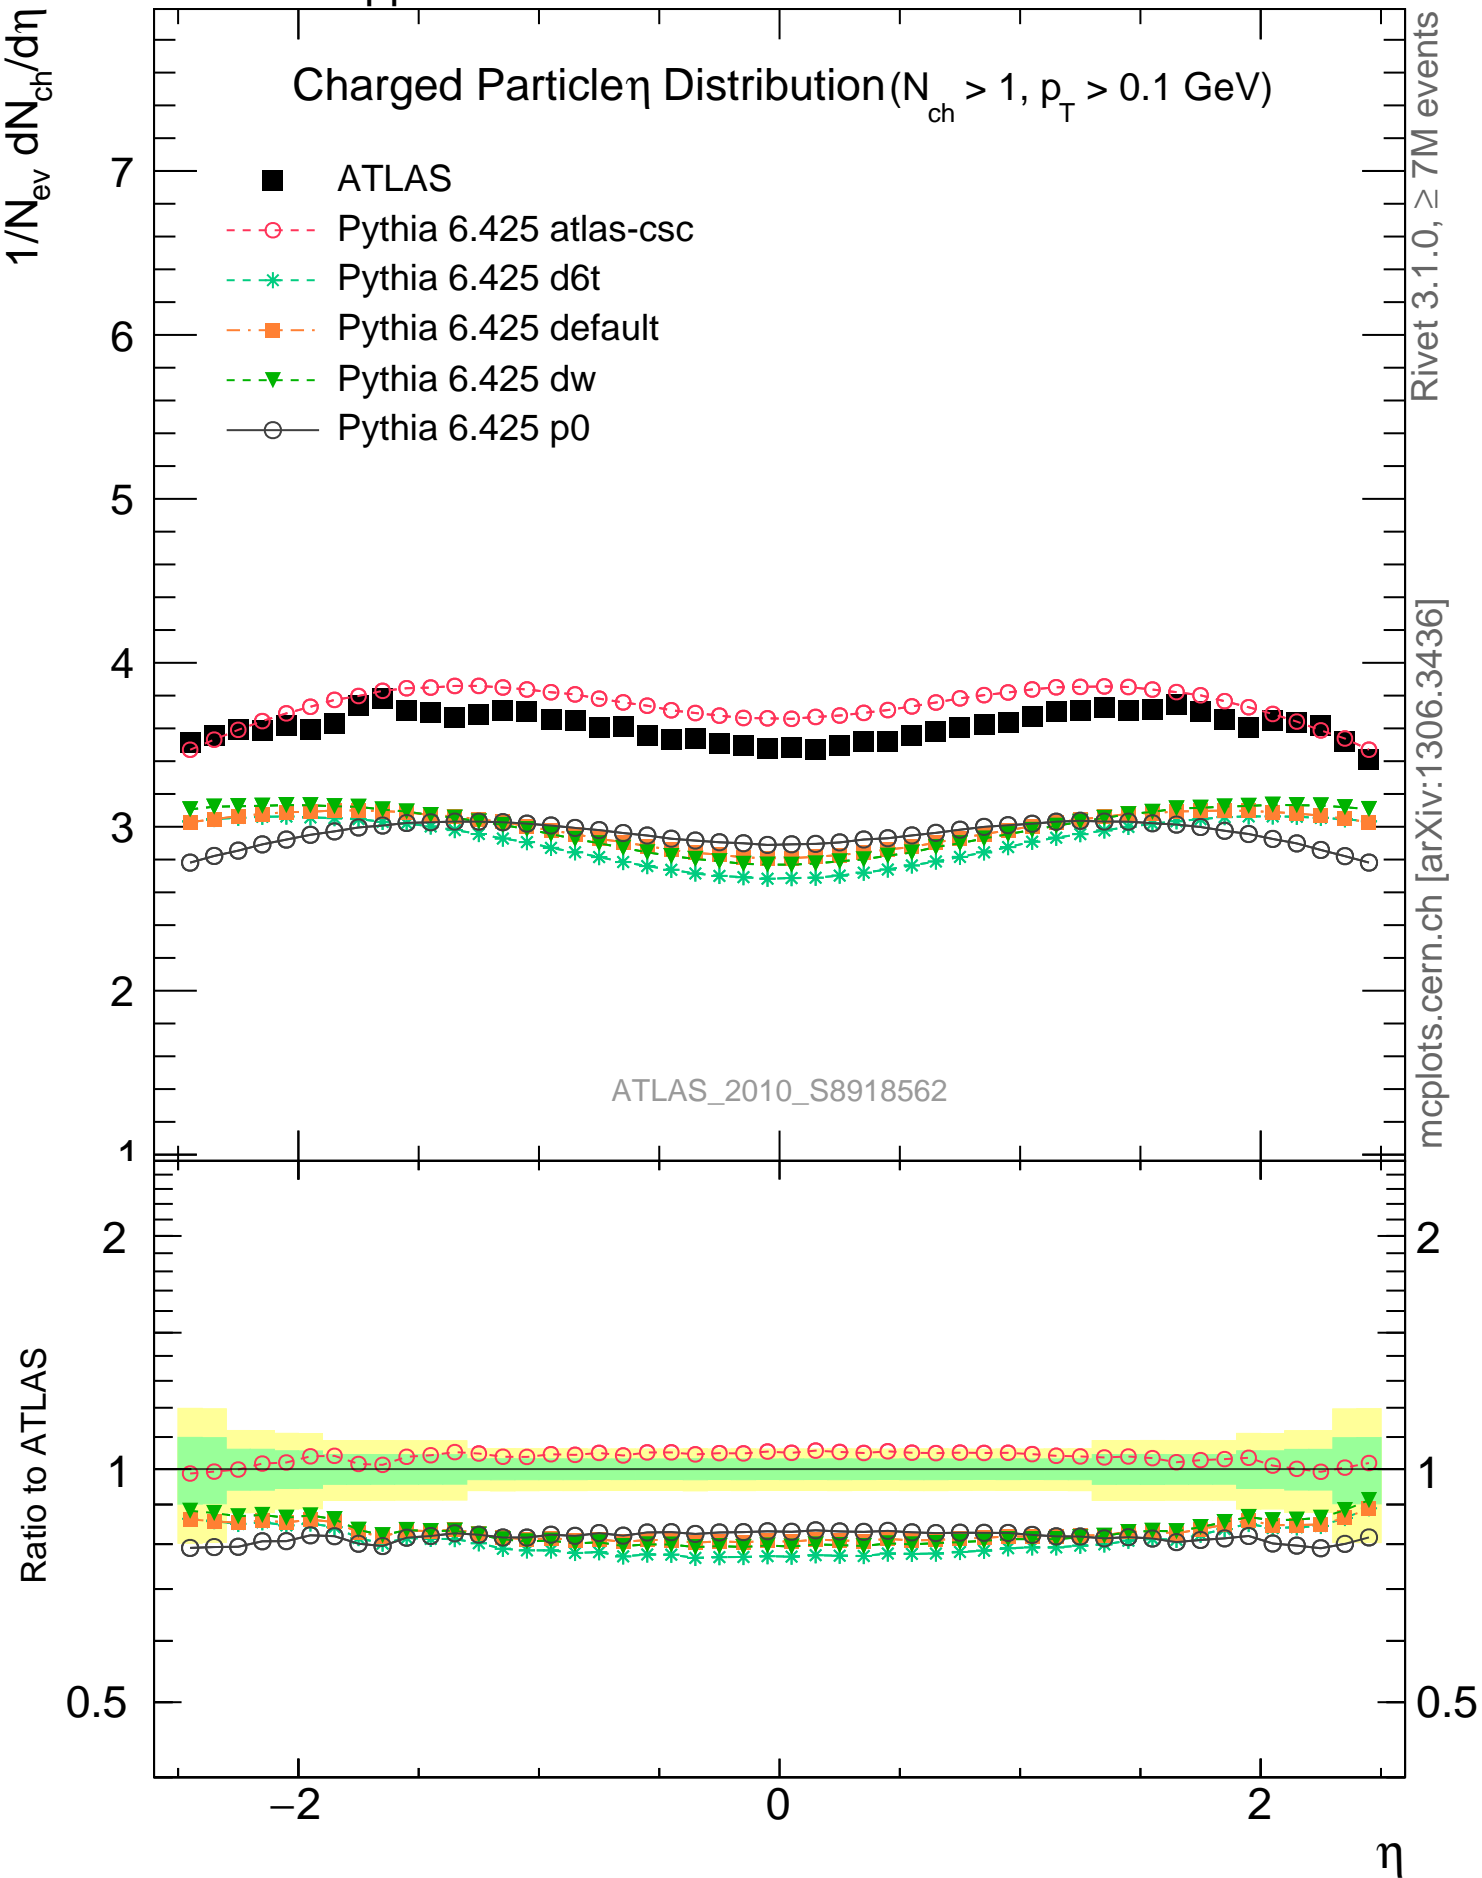 pp
1/N_ev dN_ch/dη
Charged Particleη Distribution(N_ch > 1, p_T > 0.1 GeV)
ATLAS
Pythia 6.425 atlas-csc
Pythia 6.425 d6t
Pythia 6.425 default
Pythia 6.425 dw
Pythia 6.425 p0
7
6
5
4
3
2
1
ATLAS_2010_S8918562
Rivet 3.1.0, ≥ 7M events
mcplots.cern.ch [arXiv:1306.3436]
Ratio to ATLAS
2
1
0.5
2
1
0.5
−2 0 2
η